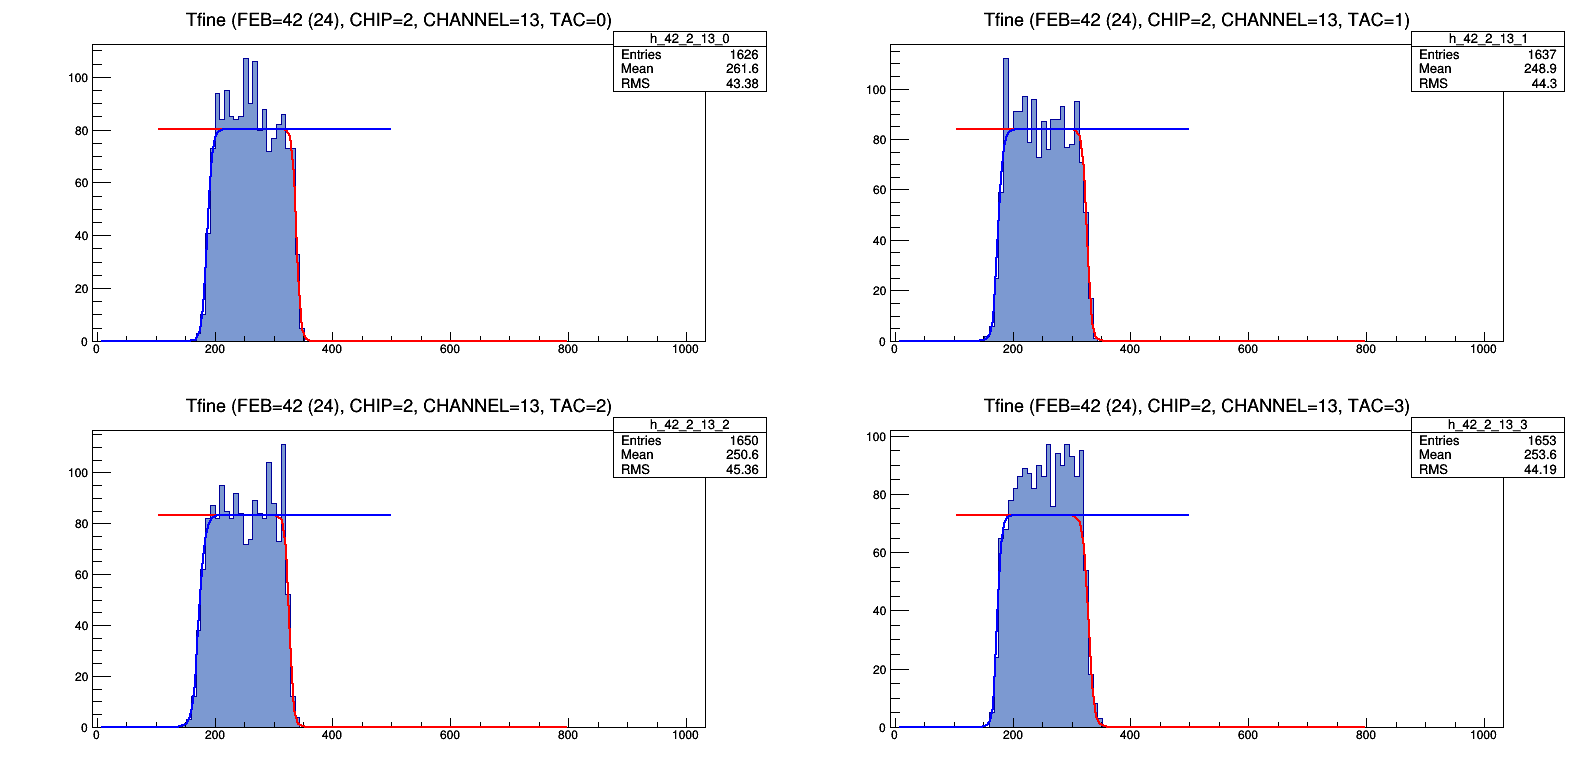 Tfine (FEB=42 (24), CHIP=2, CHANNEL=13, TAC=0)
h_42_2_13_0
Entries 1626
Mean 261.6
RMS 43.38
100
80
60
40
20
0
0 200 400 600 800 1000
Tfine (FEB=42 (24), CHIP=2, CHANNEL=13, TAC=1)
h_42_2_13_1
Entries 1637
Mean 248.9
RMS 44.3
100
80
60
40
20
0
0 200 400 600 800 1000
Tfine (FEB=42 (24), CHIP=2, CHANNEL=13, TAC=2)
h_42_2_13_2
Entries 1650
Mean 250.6
RMS 45.36
100
80
60
40
20
0
0 200 400 600 800 1000
Tfine (FEB=42 (24), CHIP=2, CHANNEL=13, TAC=3)
h_42_2_13_3
Entries 1653
Mean 253.6
RMS 44.19
100
80
60
40
20
0
0 200 400 600 800 1000